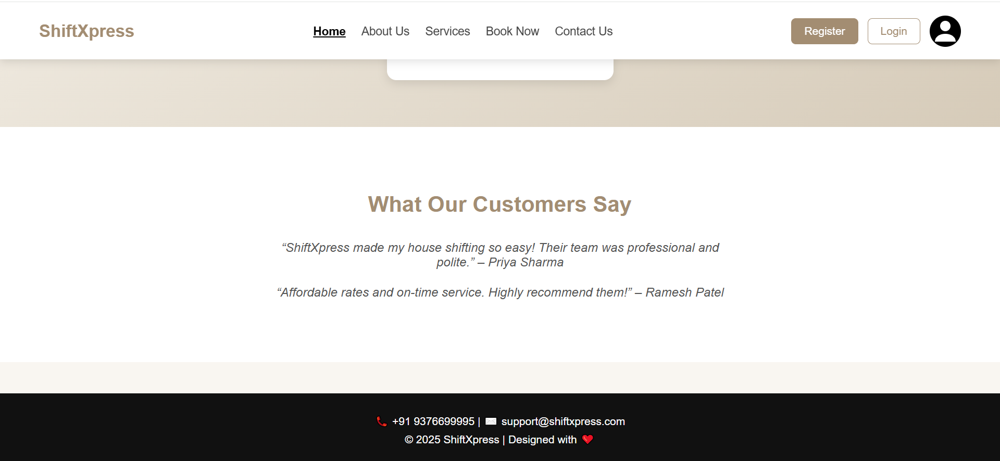 ShiftXpress
Home About Us Services Book Now Contact Us
Register Login
What Our Customers Say
“ShiftXpress made my house shifting so easy! Their team was professional and
polite.” – Priya Sharma
“Affordable rates and on-time service. Highly recommend them!” – Ramesh Patel
📞 +91 9376699995 | ✉️ support@shiftxpress.com
© 2025 ShiftXpress | Designed with ❤️